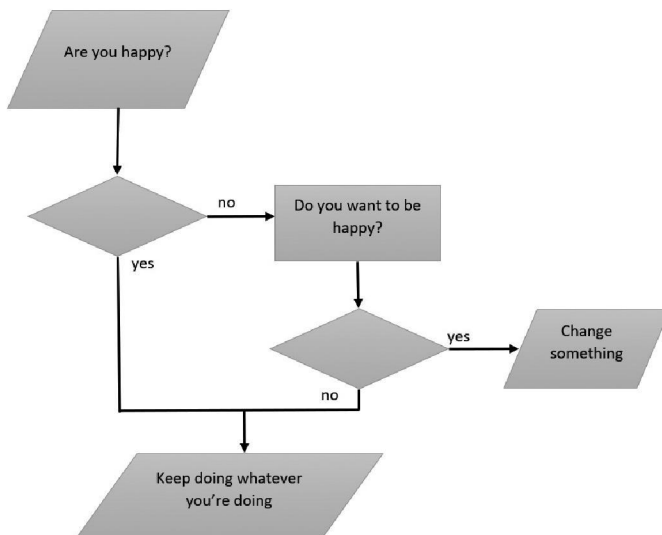 Are you happy?
no
Do you want to be
happy?
yes
yes
Change
something
no
Keep doing whatever
you're doing